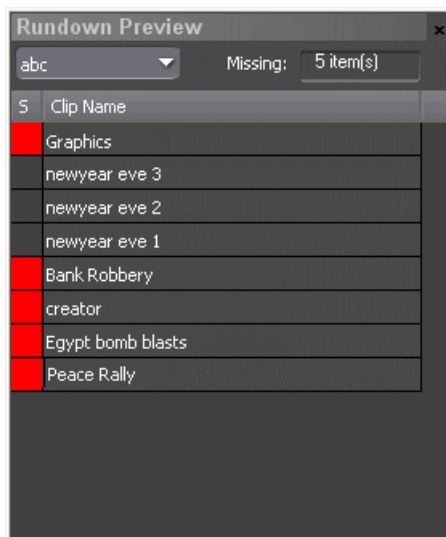 Rundown Preview
x
abc Missing: 5 item(s)
S Clip Name
Graphics
newyear eve 3
newyear eve 2
newyear eve 1
Bank Robbery
creator
Egypt bomb blasts
Peace Rally